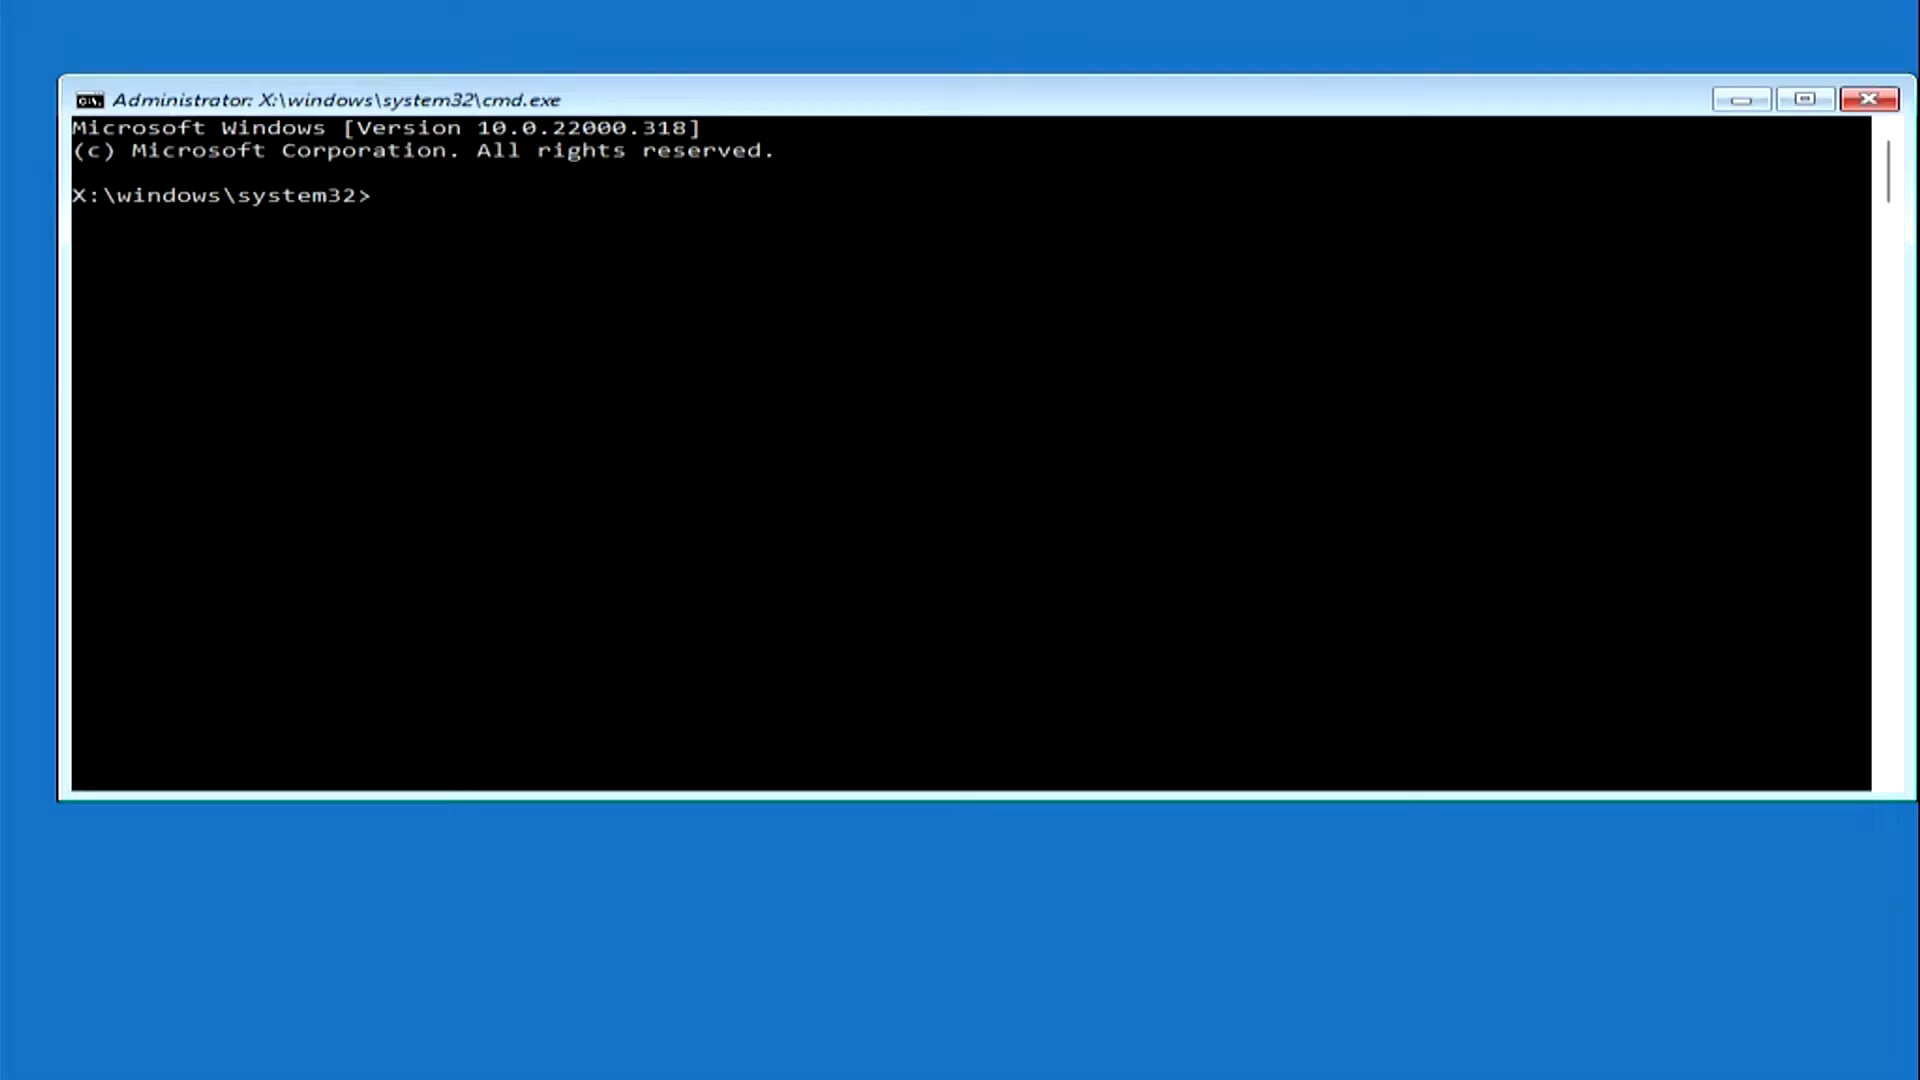 Administrator: X:\windows\system32\cmd.exe
Microsoft Windows [Version 10.0.22000.318]
(c) Microsoft Corporation. All rights reserved.
X:\windows\system32>